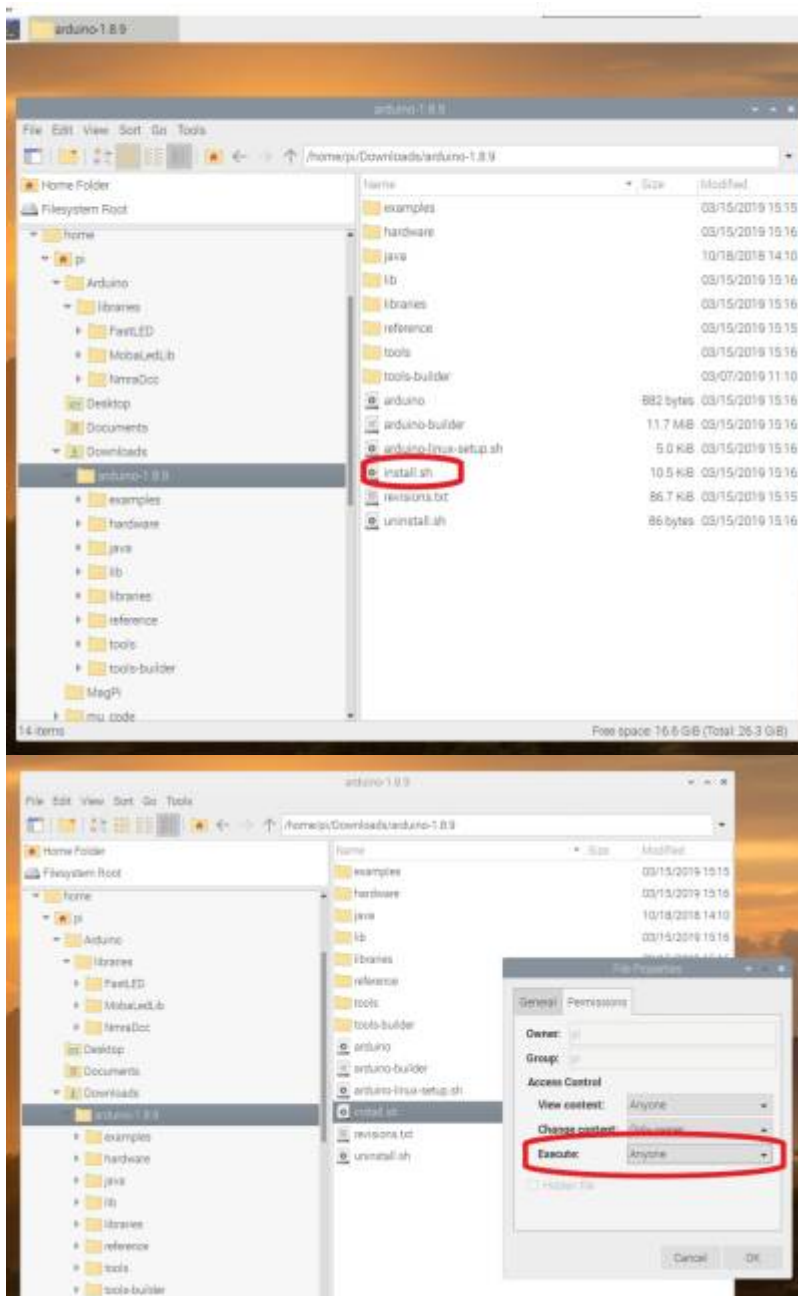 arduino-1.8.9
arduino-1.8.9
File Edit View Sort Go Tools
/home/pi/Downloads/arduino-1.8.9
Home Folder
Filesystem Root
home
pi
Arduino
libraries
FastLED
MobaLedLib
NmraDcc
Desktop
Documents
Downloads
arduino-1.8.9
examples
hardware
java
lib
libraries
reference
tools
tools-builder
MagPi
mu_code
Name Size Modified
examples 03/15/2019 15:15
hardware 03/15/2019 15:16
java 10/18/2018 14:10
lib 03/15/2019 15:16
libraries 03/15/2019 15:16
reference 03/15/2019 15:15
tools 03/15/2019 15:16
tools-builder 03/07/2019 11:10
arduino 882 bytes 03/15/2019 15:16
arduino-builder 11.7 MiB 03/15/2019 15:16
arduino-linux-setup.sh 5.0 KiB 03/15/2019 15:16
install.sh 10.5 KiB 03/15/2019 15:16
revisions.txt 86.7 KiB 03/15/2019 15:15
uninstall.sh 86 bytes 03/15/2019 15:16
14 items
Free space: 16.6 GiB (Total: 26.3 GiB)
arduino-1.8.9
File Edit View Sort Go Tools
/home/pi/Downloads/arduino-1.8.9
Home Folder
Filesystem Root
home
pi
Arduino
libraries
FastLED
MobaLedLib
NmraDcc
Desktop
Documents
Downloads
arduino-1.8.9
examples
hardware
java
lib
libraries
reference
tools
tools-builder
Name Size Modified
examples 03/15/2019 15:15
hardware 03/15/2019 15:16
java 10/18/2018 14:10
lib 03/15/2019 15:16
libraries
reference
tools
tools-builder
arduino
arduino-builder
arduino-linux-setup.sh
install.sh
revisions.txt
uninstall.sh
File Properties
General Permissions
Owner:
Group:
Access Control
View content: Anyone
Change content: Only owner
Execute: Anyone
Hidden file
Cancel OK